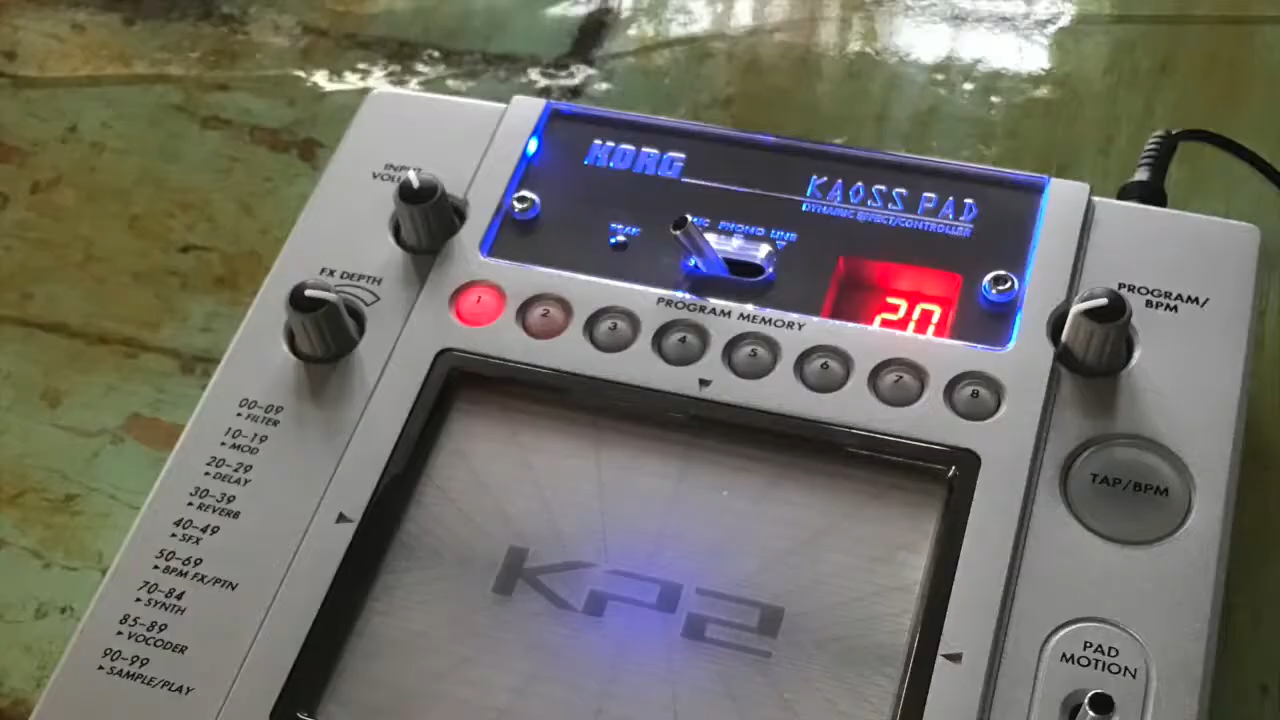 KORG
KAOSS PAD
DYNAMIC EFFECT/CONTROLLER
INPUT
VOLUME
PEAK
MIC PHONO LINE
20
FX DEPTH
PROGRAM MEMORY
1 2 3 4 5 6 7 8
PROGRAM/
BPM
TAP/BPM
00-09
▸FILTER
10-19
▸MOD
20-29
▸DELAY
30-39
▸REVERB
40-49
▸SFX
50-69
▸BPM FX/PTN
70-84
▸SYNTH
85-89
▸VOCODER
90-99
▸SAMPLE/PLAY
KP2
PAD
MOTION